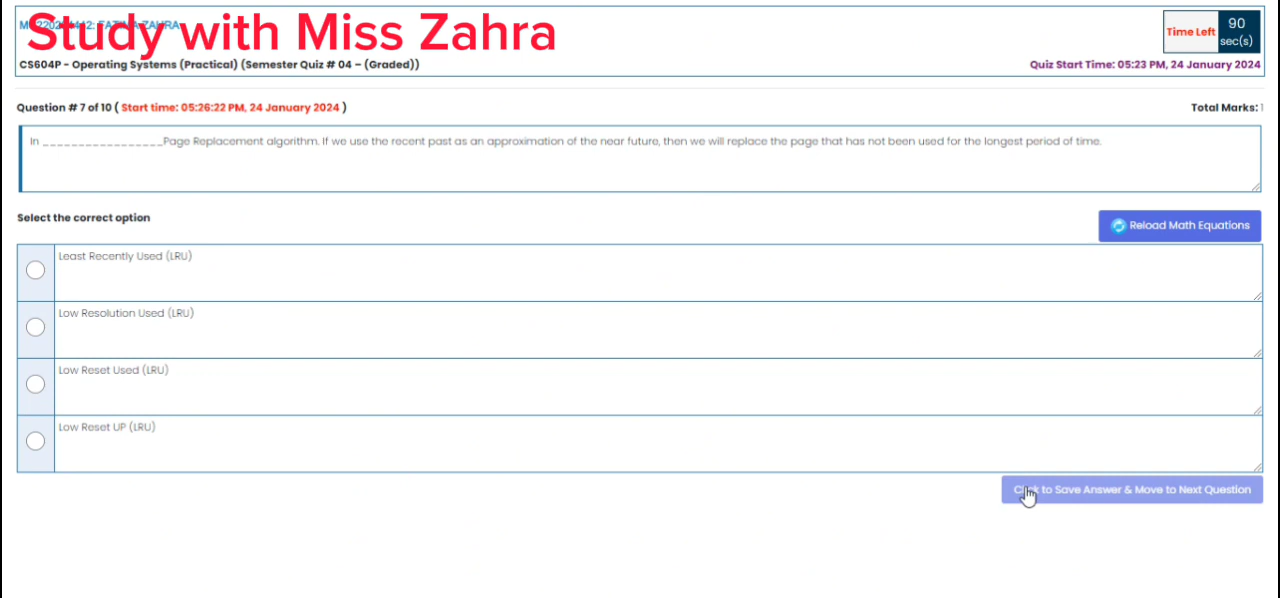 Study with Miss Zahra
Time Left
90
sec(s)
CS604P - Operating Systems (Practical) (Semester Quiz # 04 - (Graded))
Quiz Start Time: 05:23 PM, 24 January 2024
Question # 7 of 10 ( Start time: 05:26:22 PM, 24 January 2024 )
Total Marks: 1
In _________________Page Replacement algorithm. If we use the recent past as an approximation of the near future, then we will replace the page that has not been used for the longest period of time.
Select the correct option
Reload Math Equations
Least Recently Used (LRU)
Low Resolution Used (LRU)
Low Reset Used (LRU)
Low Reset UP (LRU)
Click to Save Answer & Move to Next Question